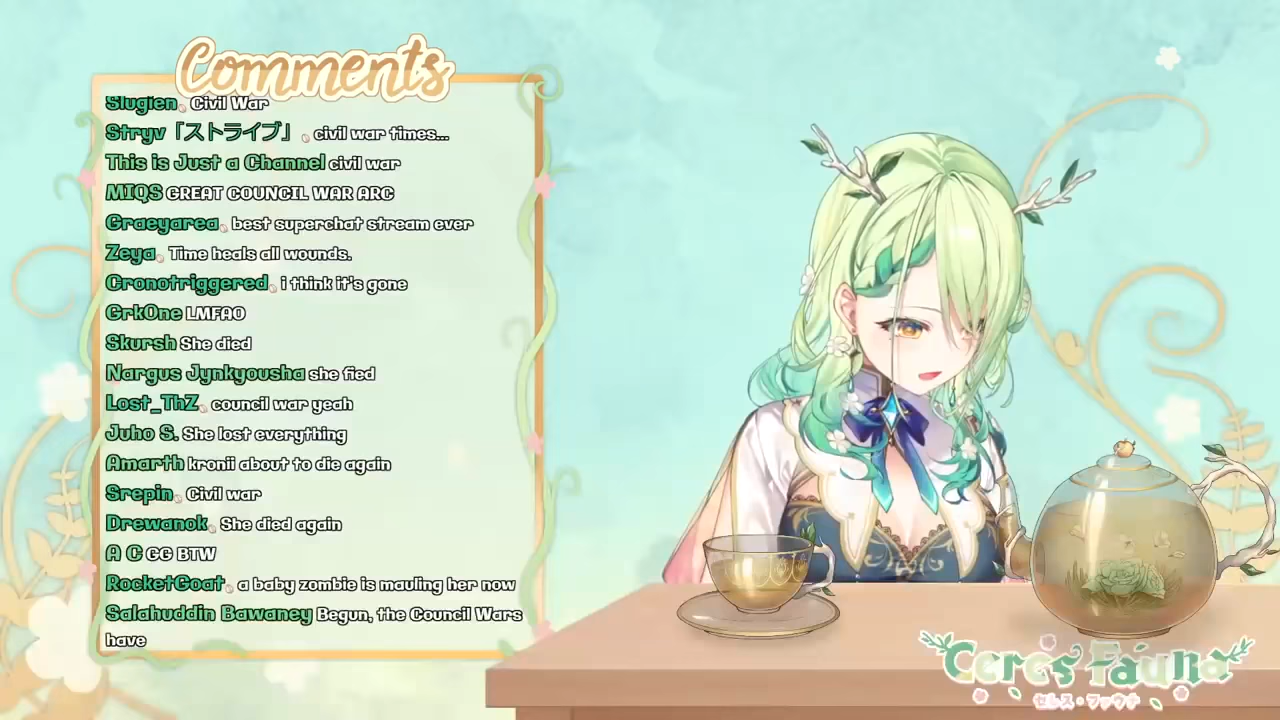 Comments
Slugien Civil War
Stryv「ストライブ」 civil war times...
This is Just a Channel civil war
MIQS GREAT COUNCIL WAR ARC
Graeyarea best superchat stream ever
Zeya Time heals all wounds.
Cronotriggered i think it's gone
GrkOne LMFAO
Skursh She died
Nargus Jynkyousha she fied
Lost_ThZ council war yeah
Juho S. She lost everything
Amarth kronii about to die again
Srepin Civil war
Drewanok She died again
A C GG BTW
RocketGoat a baby zombie is mauling her now
Salahuddin Bawaney Begun, the Council Wars
have
Ceres Fauna
セレス・ファウナ